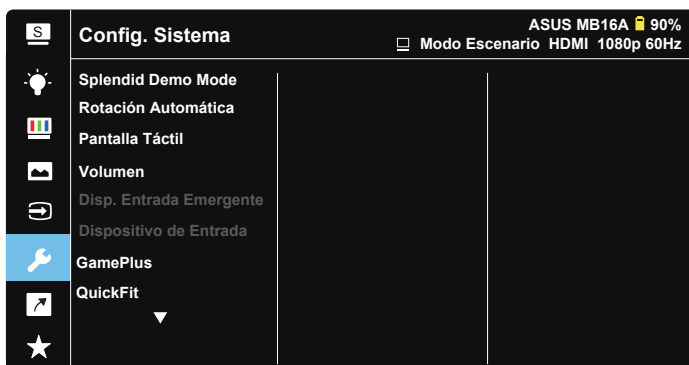 S
Config. Sistema
ASUS MB16A 90%
Modo Escenario HDMI 1080p 60Hz
Splendid Demo Mode
Rotación Automática
Pantalla Táctil
Volumen
Disp. Entrada Emergente
Dispositivo de Entrada
GamePlus
QuickFit